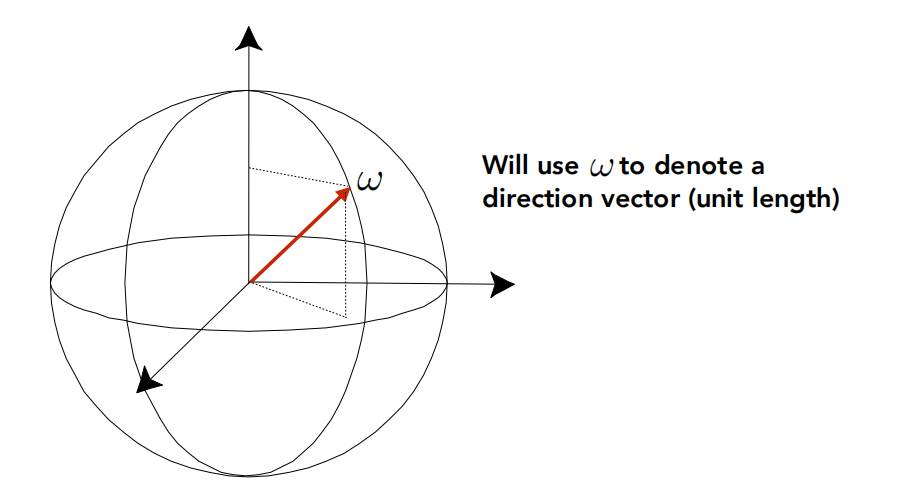 ω
Will use ω to denote a
direction vector (unit length)